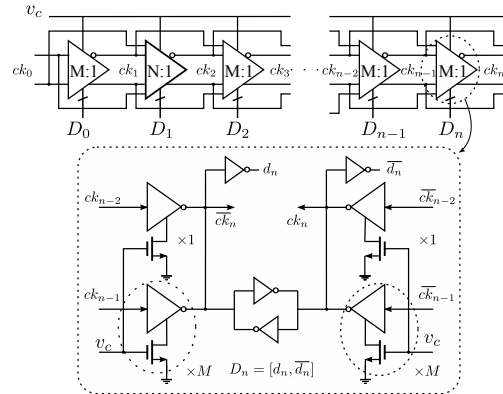 v_c
ck_0 M:1 ck_1 N:1 ck_2 M:1 ck_3 · · · ck_{n-2} M:1 ck_{n-1} M:1 ck_n
D_0 D_1 D_2 D_{n-1} D_n
d_n \overline{d_n}
ck_{n-2} \overline{ck_n} ck_n \overline{ck}_{n-2}
×1 ×1
ck_{n-1} \overline{ck}_{n-1}
v_c v_c
×M D_n = [d_n, \overline{d_n}] ×M